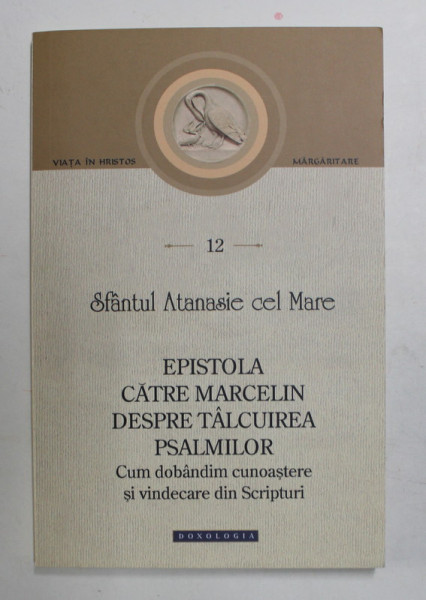 VIAȚA ÎN HRISTOS
MĂRGĂRITARE
12
Sfântul Atanasie cel Mare
EPISTOLA
CĂTRE MARCELIN
DESPRE TÂLCUIREA
PSALMILOR
Cum dobândim cunoaștere
și vindecare din Scripturi
DOXOLOGIA